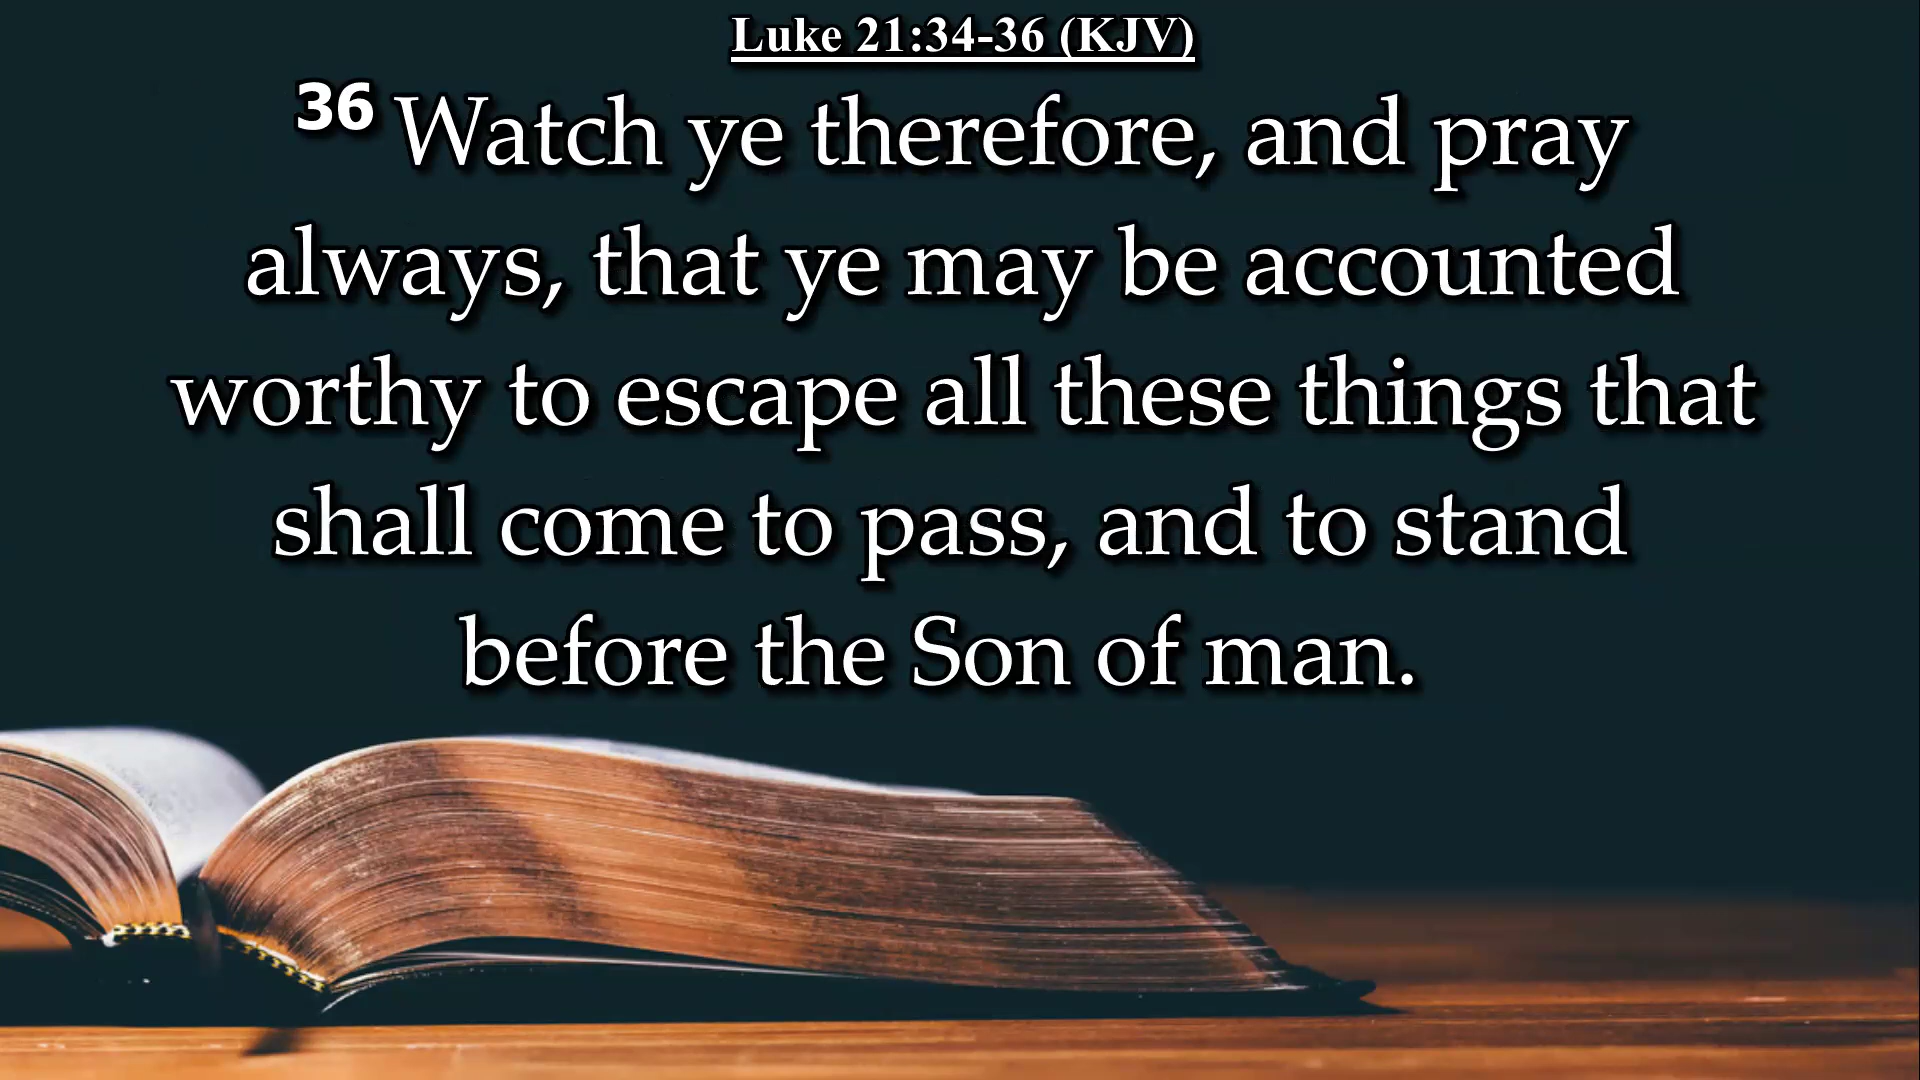 Luke 21:34-36 (KJV)
36 Watch ye therefore, and pray
always, that ye may be accounted
worthy to escape all these things that
shall come to pass, and to stand
before the Son of man.